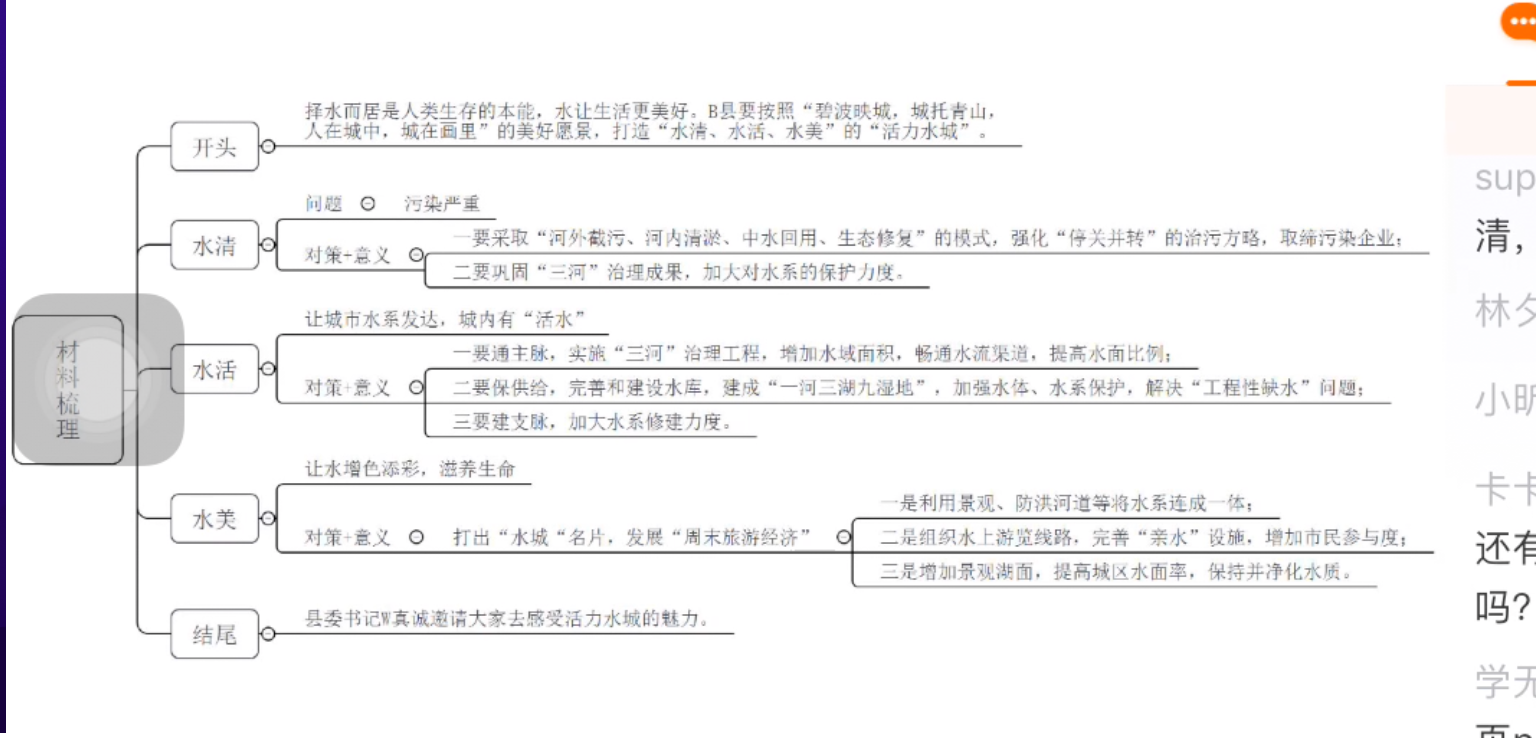 材料梳理
开头
择水而居是人类生存的本能，水让生活更美好。B县要按照“碧波映城，城托青山，
人在城中，城在画里”的美好愿景，打造“水清、水活、水美”的“活力水城”。
水清
问题
污染严重
对策+意义
一要采取“河外截污、河内清淤、中水回用、生态修复”的模式，强化“停关并转”的治污方略，取缔污染企业；
二要巩固“三河”治理成果，加大对水系的保护力度。
水活
让城市水系发达，城内有“活水”
对策+意义
一要通主脉，实施“三河”治理工程，增加水域面积，畅通水流渠道，提高水面比例；
二要保供给，完善和建设水库，建成“一河三湖九湿地”，加强水体、水系保护，解决“工程性缺水”问题；
三要建支脉，加大水系修建力度。
水美
让水增色添彩，滋养生命
对策+意义
打出“水城“名片，发展“周末旅游经济”
一是利用景观、防洪河道等将水系连成一体；
二是组织水上游览线路，完善“亲水”设施，增加市民参与度；
三是增加景观湖面，提高城区水面率，保持并净化水质。
结尾
县委书记W真诚邀请大家去感受活力水城的魅力。
sup
清，
林夕
小昕
卡卡
还有
吗?
学无